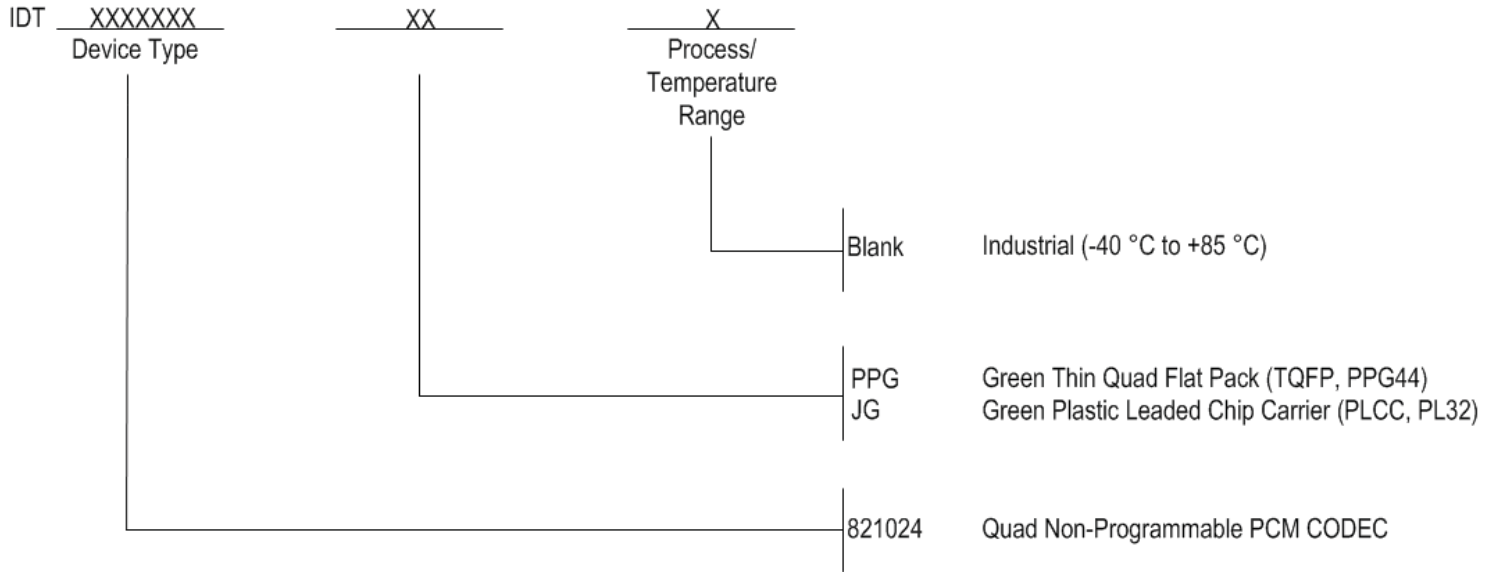 IDT XXXXXXX XX X
Device Type
Process/
Temperature
Range
Blank Industrial (-40 °C to +85 °C)
PPG Green Thin Quad Flat Pack (TQFP, PPG44)
JG Green Plastic Leaded Chip Carrier (PLCC, PL32)
821024 Quad Non-Programmable PCM CODEC